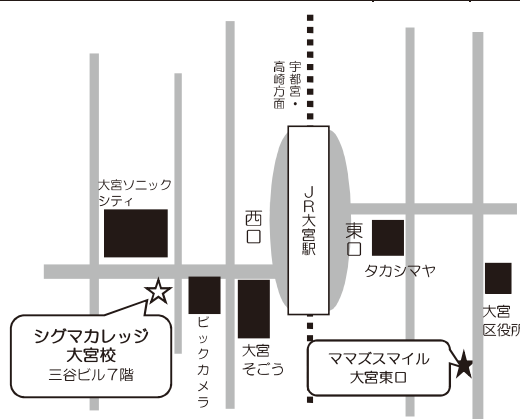 宇都宮・
高崎方面
大宮ソニック
シティ
西口
JR大宮駅
東口
タカシマヤ
大宮
区役所
ビックカメラ
大宮
そごう
シグマカレッジ
大宮校
三谷ビル7階
ママズスマイル
大宮東口